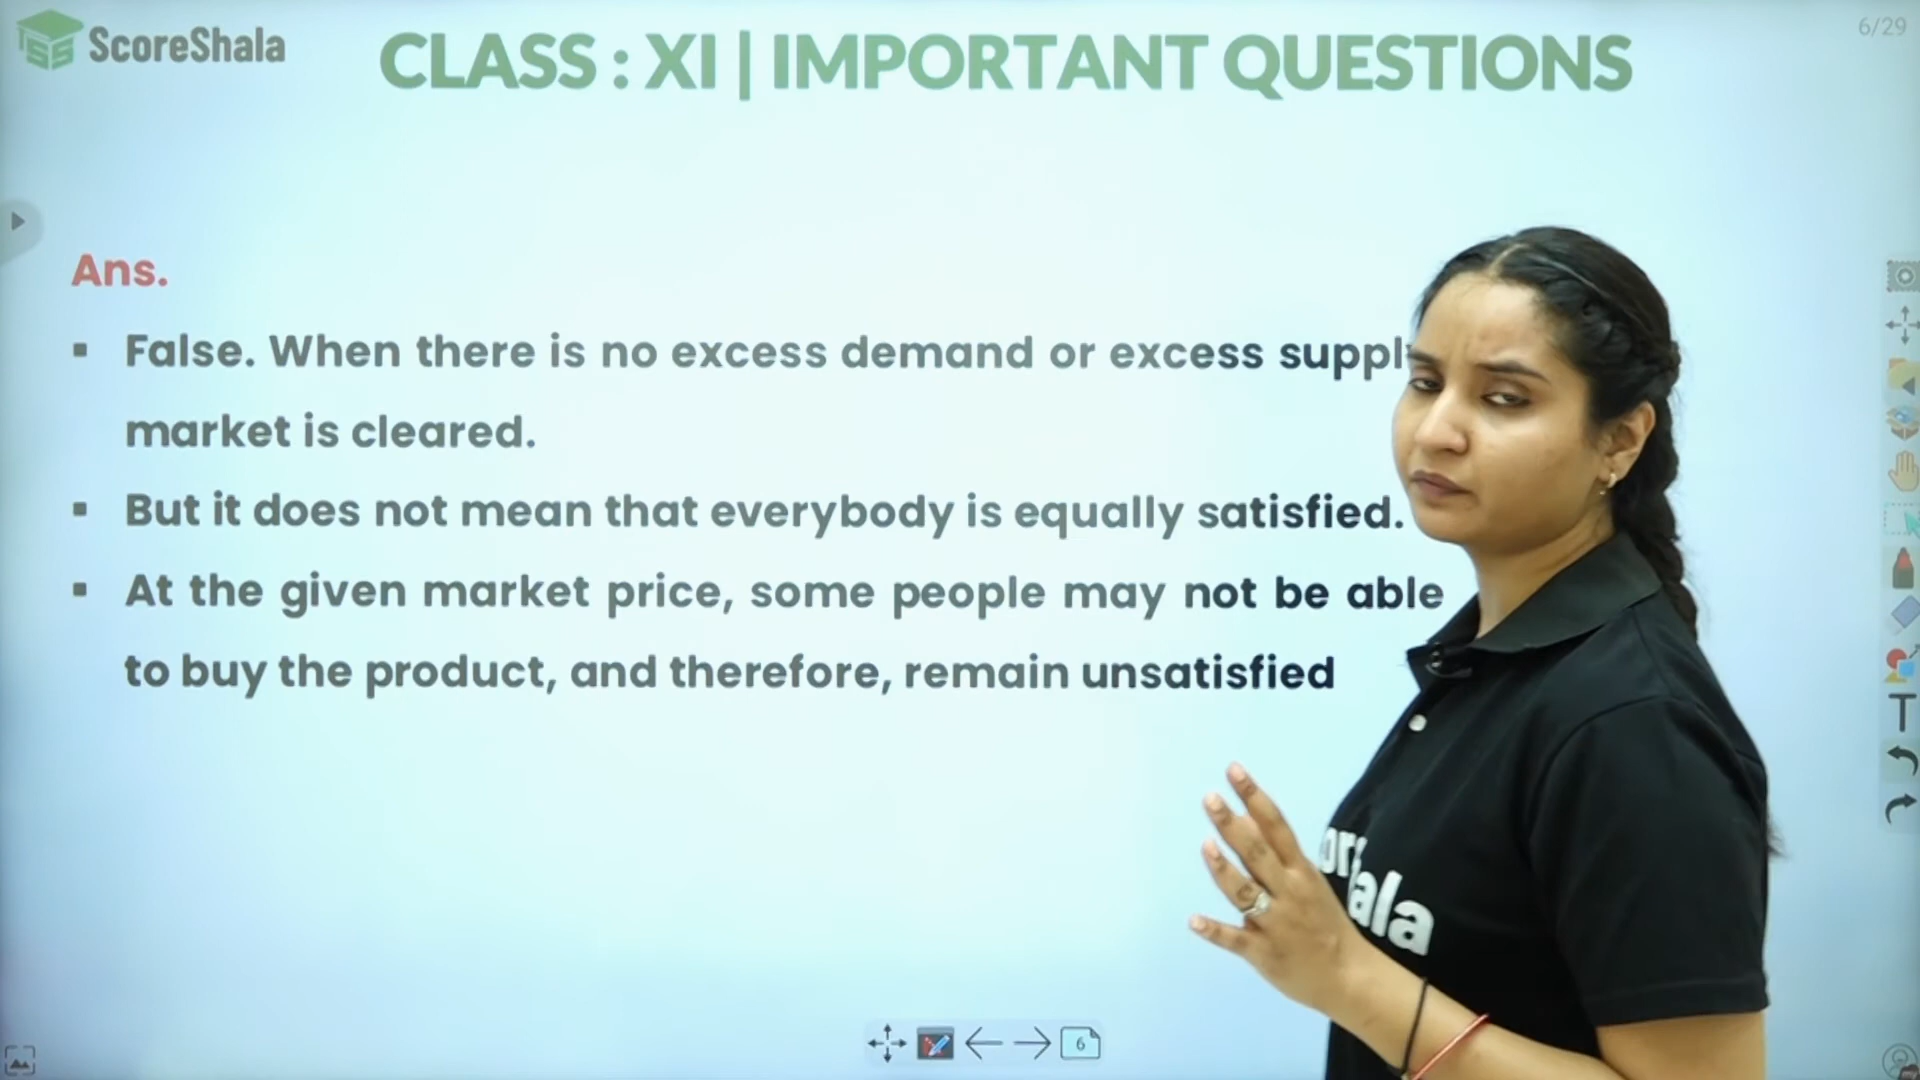 ScoreShala
CLASS : XI | IMPORTANT QUESTIONS
6/29
Ans.
▪ False. When there is no excess demand or excess suppl
market is cleared.
▪ But it does not mean that everybody is equally satisfied.
▪ At the given market price, some people may not be able
to buy the product, and therefore, remain unsatisfied
ala
T
6